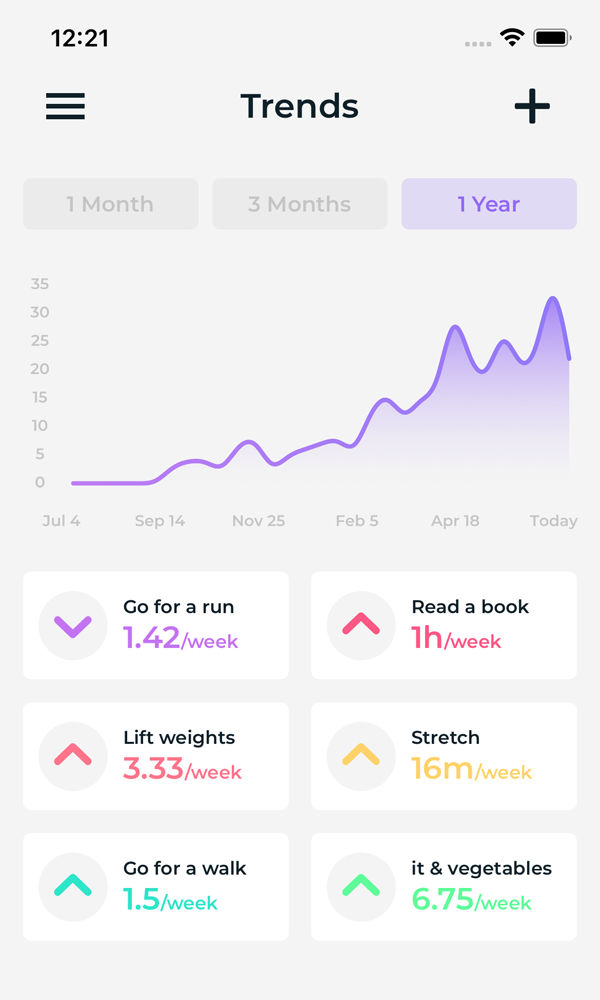 12:21
Trends
1 Month
3 Months
1 Year
35
30
25
20
15
10
5
0
Jul 4
Sep 14
Nov 25
Feb 5
Apr 18
Today
Go for a run
1.42/week
Read a book
1h/week
Lift weights
3.33/week
Stretch
16m/week
Go for a walk
1.5/week
it & vegetables
6.75/week